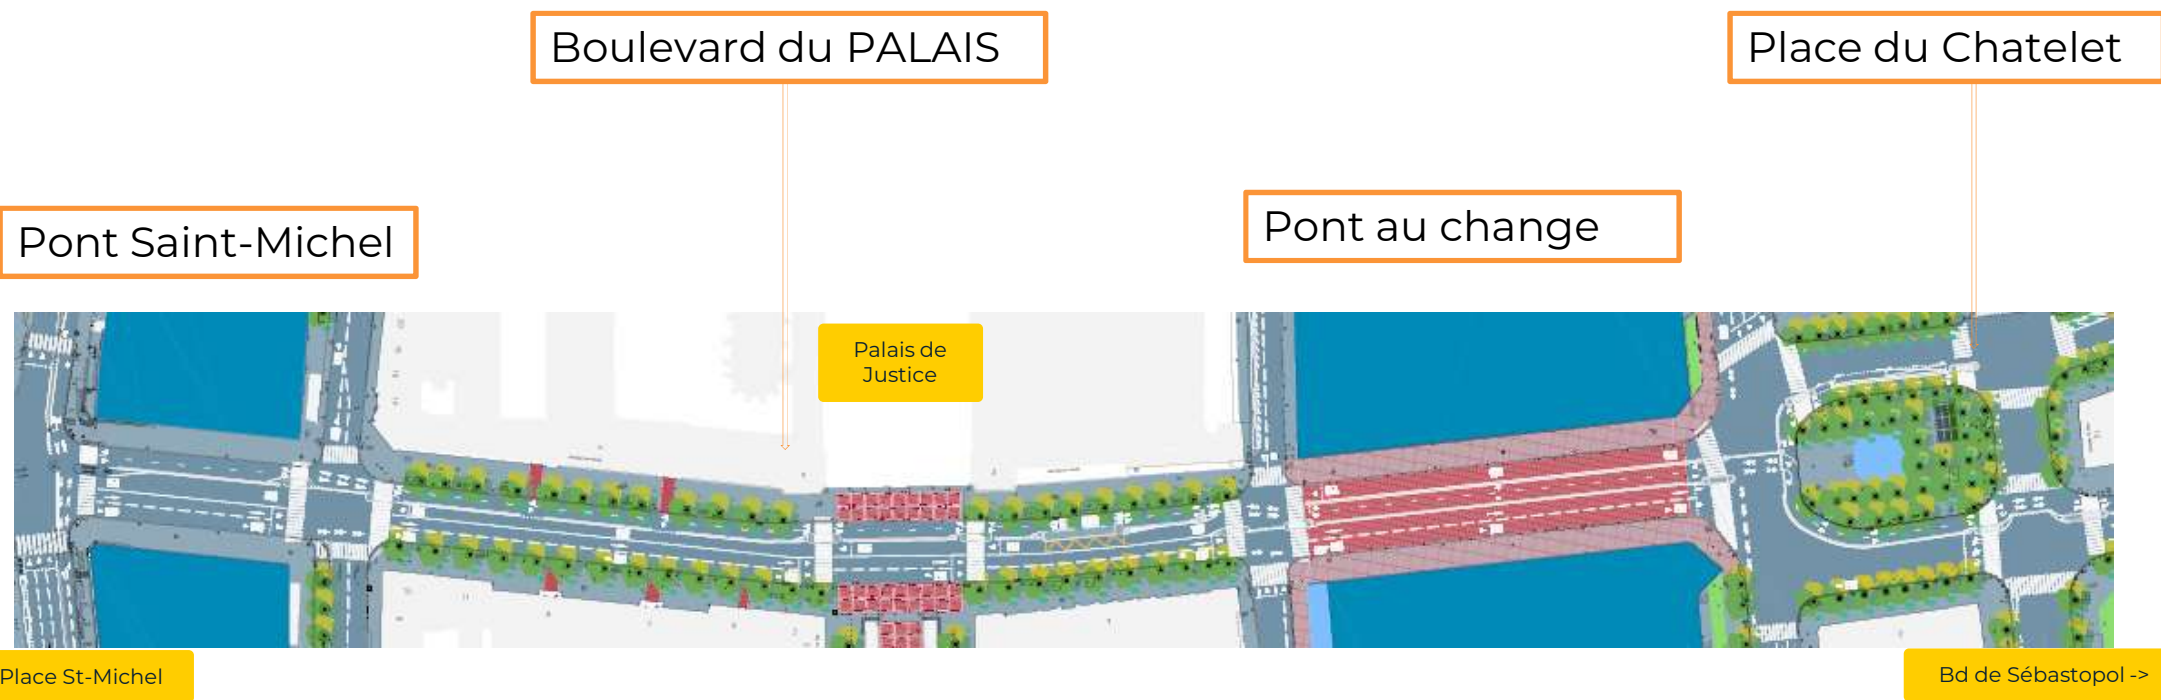 Boulevard du PALAIS
Place du Chatelet
Pont Saint-Michel
Pont au change
Palais de
Justice
Place St-Michel
Bd de Sébastopol ->